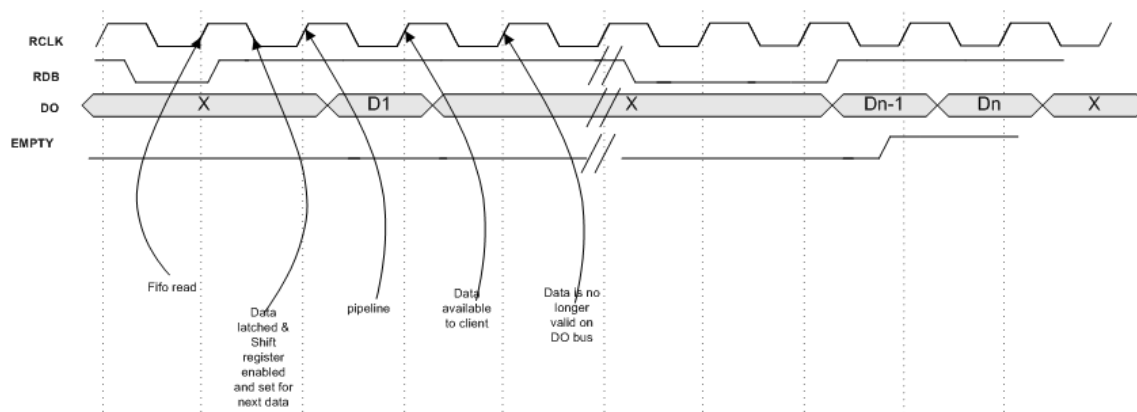 RCLK
RDB
DO
X
D1
X
Dn-1
Dn
X
EMPTY
Fifo read
Data
latched &
Shift
register
enabled
and set for
next data
pipeline
Data
available
to client
Data is no
longer
valid on
DO bus